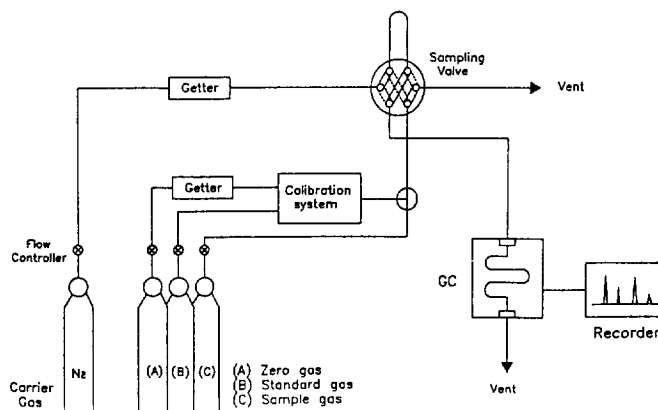 Sampling
Valve
Getter
Vent
Getter
Calibration
system
Flow
Controller
GC
Recorder
N2
(A) (B) (C)
(A) Zero gas
(B) Standard gas
(C) Sample gas
Carrier
Gas
Vent